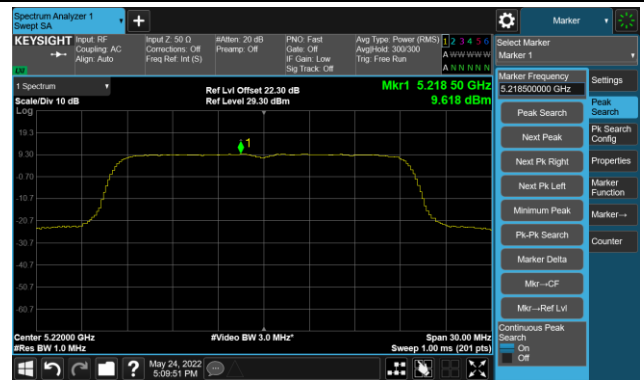 Spectrum Analyzer 1
Swept SA
Marker
KEYSIGHT
Input: RF
Coupling: AC
Align: Auto
Input Z: 50 Ω
Corrections: Off
Freq Ref: Int (S)
#Atten: 20 dB
Preamp: Off
PNO: Fast
Gate: Off
IF Gain: Low
Sig Track: Off
Avg Type: Power (RMS)
Avg|Hold: 300/300
Trig: Free Run
1 2 3 4 5 6
A W W W W W
A N N N N N
LW
Select Marker
Marker 1
1 Spectrum
Scale/Div 10 dB
Log
Ref Lvl Offset 22.30 dB
Ref Level 29.30 dBm
Mkr1 5.218 50 GHz
9.618 dBm
19.3
9.30
-0.70
-10.7
-20.7
-30.7
-40.7
-50.7
-60.7
1
Center 5.22000 GHz
#Res BW 1.0 MHz
#Video BW 3.0 MHz*
Span 30.00 MHz
Sweep 1.00 ms (201 pts)
Marker Frequency
5.218500000 GHz
Peak Search
Next Peak
Next Pk Right
Next Pk Left
Minimum Peak
Pk-Pk Search
Marker Delta
Mkr→CF
Mkr→Ref Lvl
Continuous Peak
Search
On
Off
Settings
Peak
Search
Pk Search
Config
Properties
Marker
Function
Marker→
Counter
?
May 24, 2022
5:09:51 PM